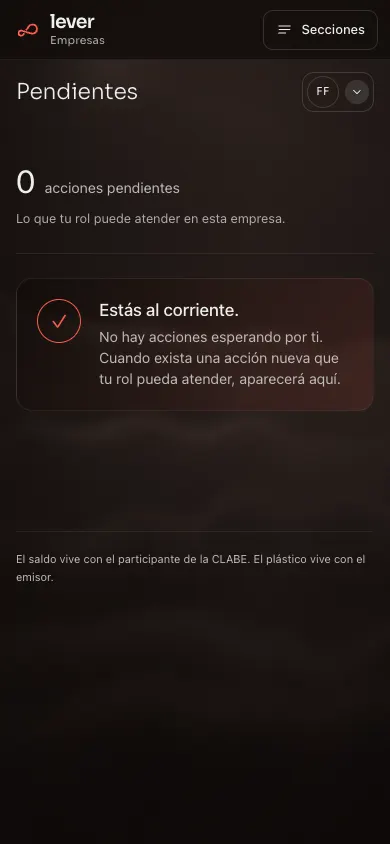 lever
Empresas
Secciones
Pendientes
FF
0 acciones pendientes
Lo que tu rol puede atender en esta empresa.
Estás al corriente.
No hay acciones esperando por ti.
Cuando exista una acción nueva que
tu rol pueda atender, aparecerá aquí.
El saldo vive con el participante de la CLABE. El plástico vive con el
emisor.